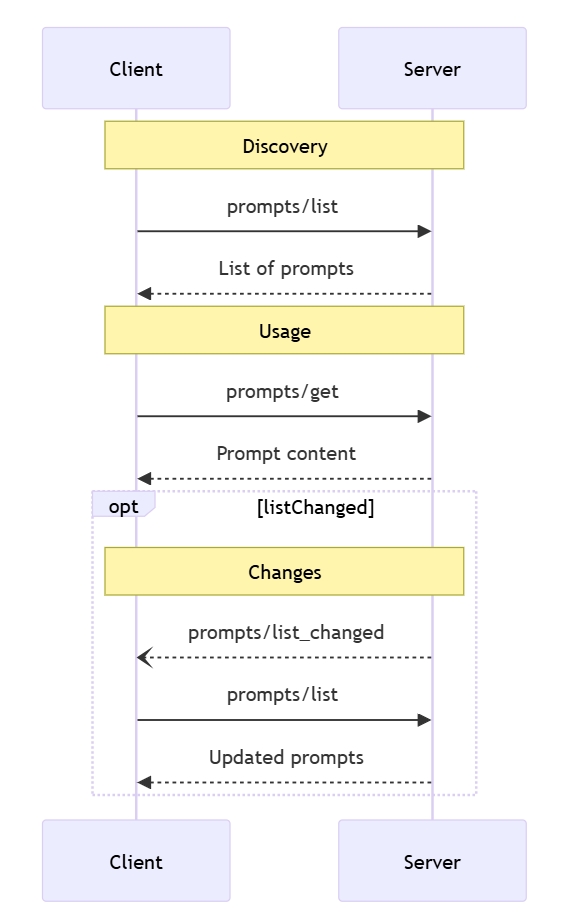 Client
Server
Discovery
prompts/list
List of prompts
Usage
prompts/get
Prompt content
opt
[listChanged]
Changes
prompts/list_changed
prompts/list
Updated prompts
Client
Server